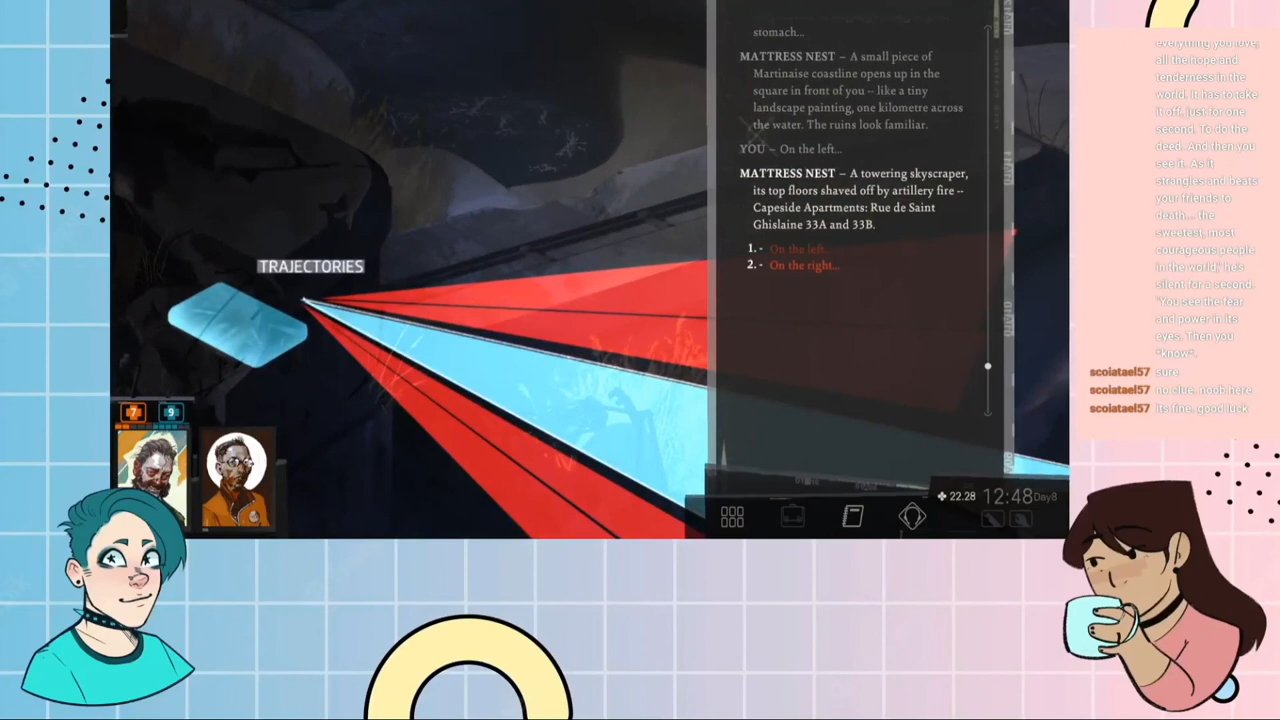 stomach...
MATTRESS NEST – A small piece of
Martinaise coastline opens up in the
square in front of you -- like a tiny
landscape painting, one kilometre across
the water. The ruins look familiar.
YOU – On the left...
MATTRESS NEST – A towering skyscraper,
its top floors shaved off by artillery fire --
Capeside Apartments: Rue de Saint
Ghislaine 33A and 33B.
1. - On the left...
2. - On the right...
TRAJECTORIES
7 9
22.28 12:48 Day8
everything you love,
all the hope and
tenderness in the
world. It has to take
it off, just for one
second. To do the
deed. And then you
see it. As it
strangles and beats
your friends to
death... the
sweetest, most
courageous people
in the world," he's
silent for a second.
"You see the fear
and power in its
eyes. Then you
*know*.
scoiatael57 sure
scoiatael57 no clue. noob here
scoiatael57 its fine. good luck